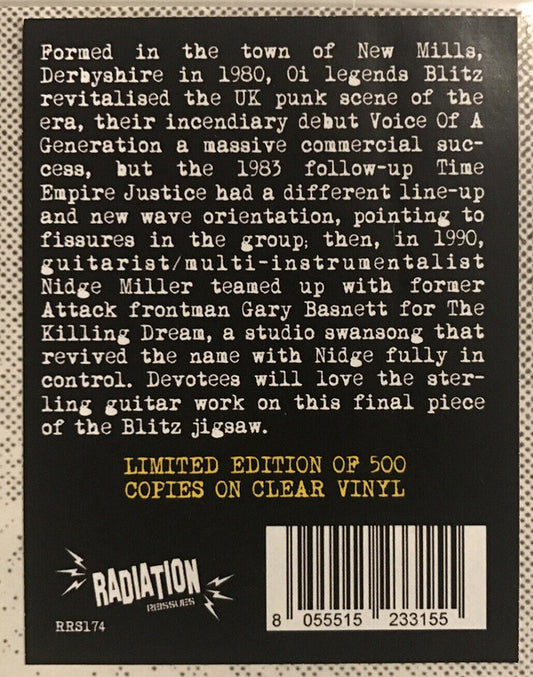 Formed in the town of New Mills,
Derbyshire in 1980, Oi legends Blitz
revitalised the UK punk scene of the
era, their incendiary debut Voice Of A
Generation a massive commercial suc-
cess, but the 1983 follow-up Time
Empire Justice had a different line-up
and new wave orientation, pointing to
fissures in the group; then, in 1990,
guitarist/multi-instrumentalist
Nidge Miller teamed up with former
Attack frontman Gary Basnett for The
Killing Dream, a studio swansong that
revived the name with Nidge fully in
control. Devotees will love the ster-
ling guitar work on this final piece
of the Blitz jigsaw.
LIMITED EDITION OF 500
COPIES ON CLEAR VINYL
RADIATION
REISSUES
RRS174
8 055515 233155